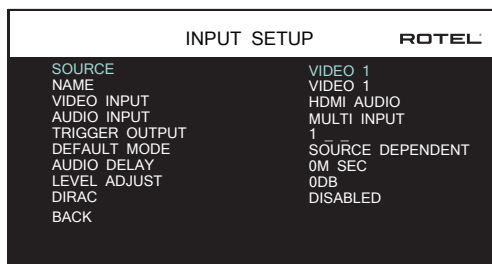 INPUT SETUP ROTEL
SOURCE VIDEO 1
NAME VIDEO 1
VIDEO INPUT HDMI AUDIO
AUDIO INPUT MULTI INPUT
TRIGGER OUTPUT 1 _ _
DEFAULT MODE SOURCE DEPENDENT
AUDIO DELAY 0M SEC
LEVEL ADJUST 0DB
DIRAC DISABLED
BACK